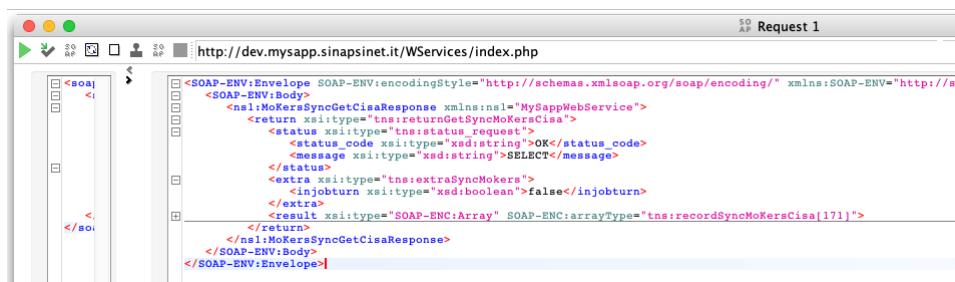 SOAP Request 1
SOAP SOAP http://dev.mysapp.sinapsinet.it/WServices/index.php
<soap
<SOAP-ENV:Envelope SOAP-ENV:encodingStyle="http://schemas.xmlsoap.org/soap/encoding/" xmlns:SOAP-ENV="http://s
<SOAP-ENV:Body>
<ns1:MoKersSyncGetCisaResponse xmlns:ns1="MySappWebService">
<return xsi:type="tns:returnGetSyncMoKersCisa">
<status xsi:type="tns:status_request">
<status_code xsi:type="xsd:string">OK</status_code>
<message xsi:type="xsd:string">SELECT</message>
</status>
<extra xsi:type="tns:extraSyncMokers">
<injobturn xsi:type="xsd:boolean">false</injobturn>
</extra>
<result xsi:type="SOAP-ENC:Array" SOAP-ENC:arrayType="tns:recordSyncMoKersCisa[171]">
</soa </return>
</ns1:MoKersSyncGetCisaResponse>
</SOAP-ENV:Body>
</SOAP-ENV:Envelope>